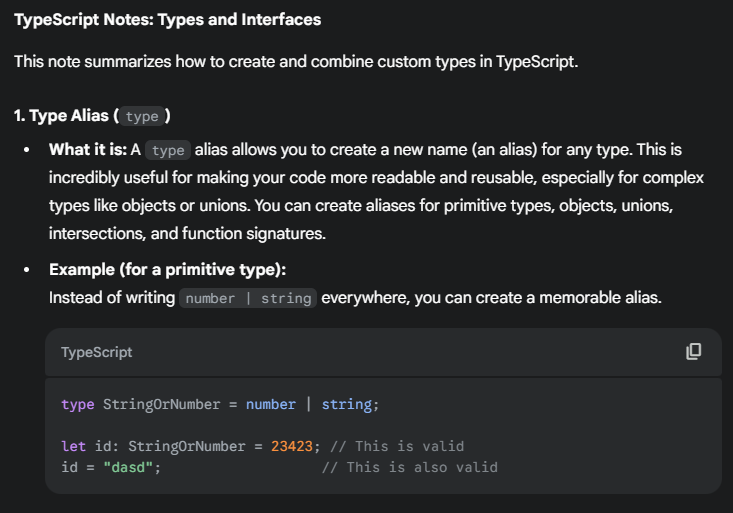 TypeScript Notes: Types and Interfaces
This note summarizes how to create and combine custom types in TypeScript.
1. Type Alias ( type )
• What it is: A type alias allows you to create a new name (an alias) for any type. This is
incredibly useful for making your code more readable and reusable, especially for complex
types like objects or unions. You can create aliases for primitive types, objects, unions,
intersections, and function signatures.
• Example (for a primitive type):
Instead of writing number | string everywhere, you can create a memorable alias.
TypeScript
type StringOrNumber = number | string;
let id: StringOrNumber = 23423; // This is valid
id = "dasd"; // This is also valid